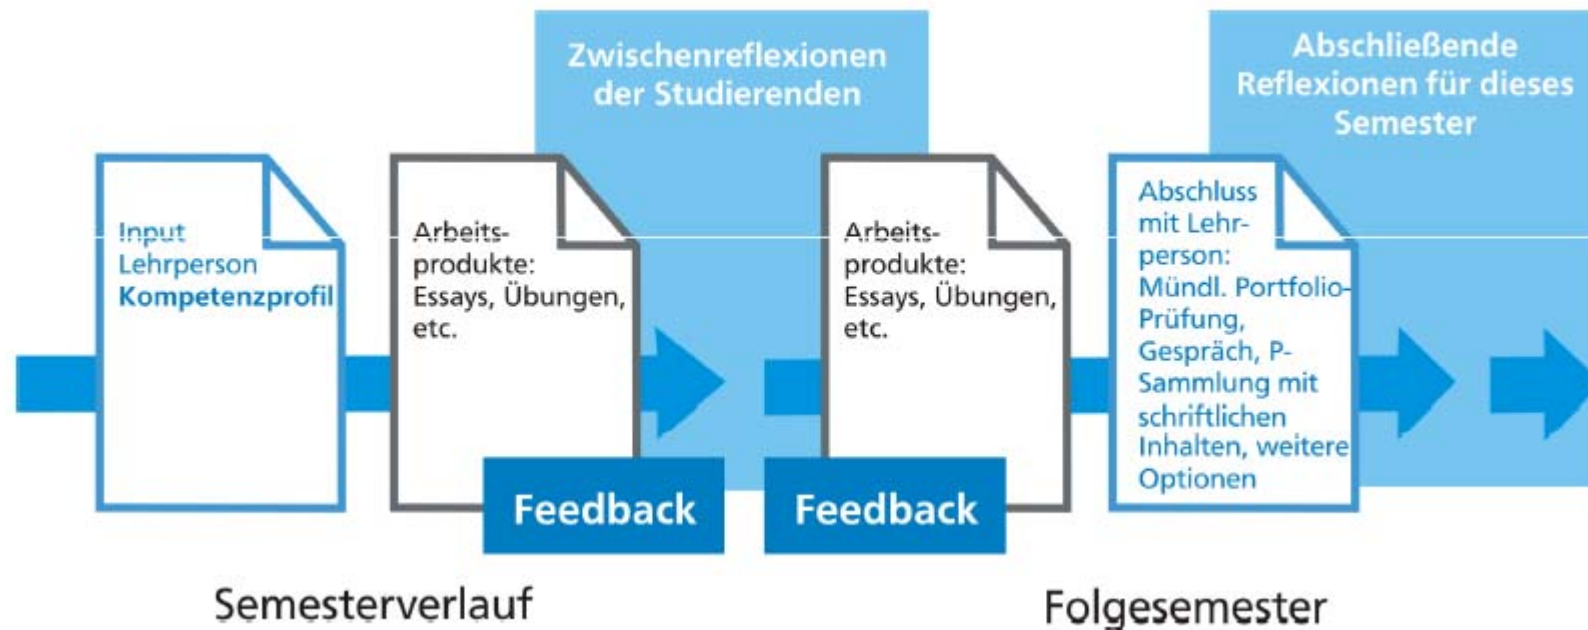 Zwischenreflexionen
der Studierenden
Abschließende
Reflexionen für dieses
Semester
Input
Lehrperson
Kompetenzprofil
Arbeits-
produkte:
Essays, Übungen,
etc.
Feedback
Arbeits-
produkte:
Essays, Übungen,
etc.
Feedback
Abschluss
mit Lehr-
person:
Mündl. Portfolio-
Prüfung,
Gespräch, P-
Sammlung mit
schriftlichen
Inhalten, weitere
Optionen
Semesterverlauf
Folgesemester